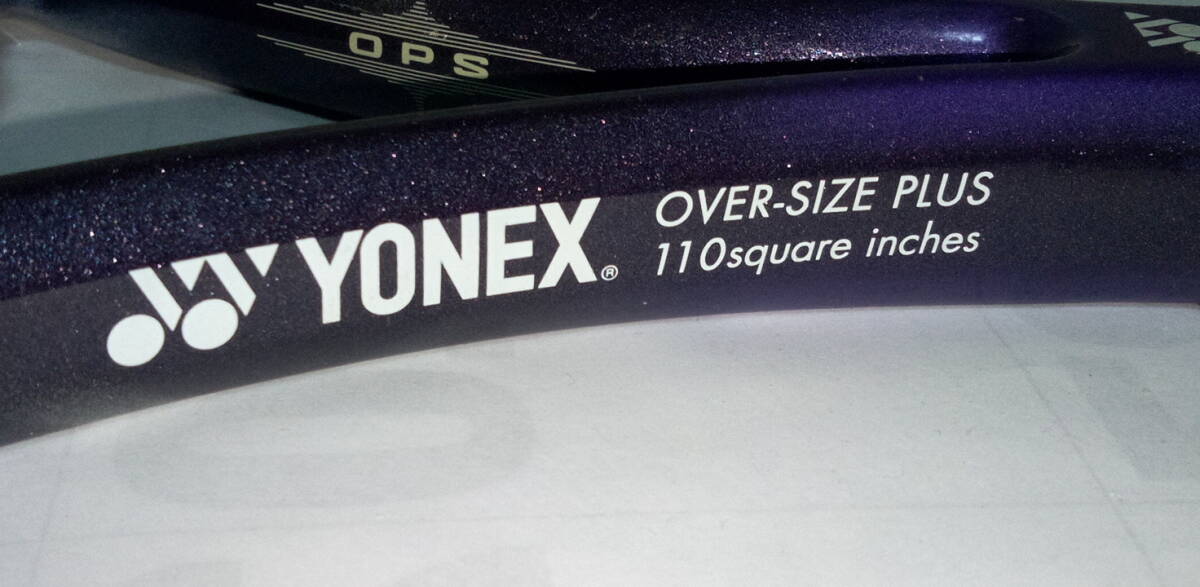 OPS
YONEX®
OVER-SIZE PLUS
110square inches